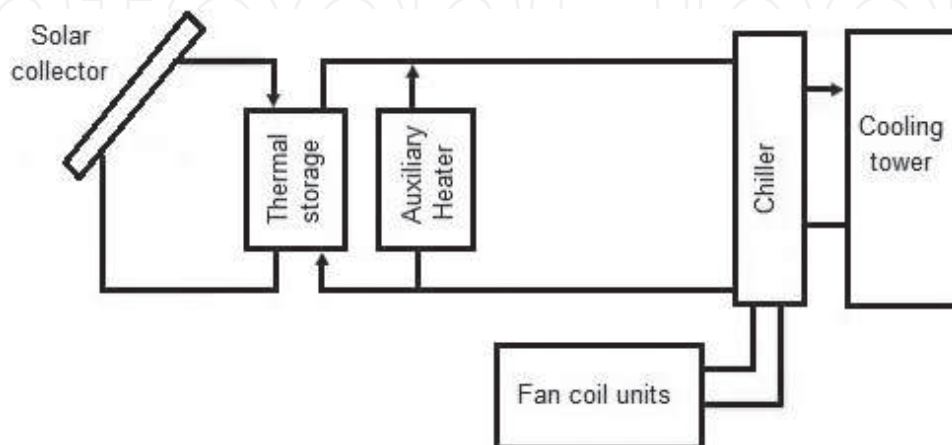 Solar
collector
Thermal
storage
Auxiliary
Heater
Chiller
Cooling
tower
Fan coil units